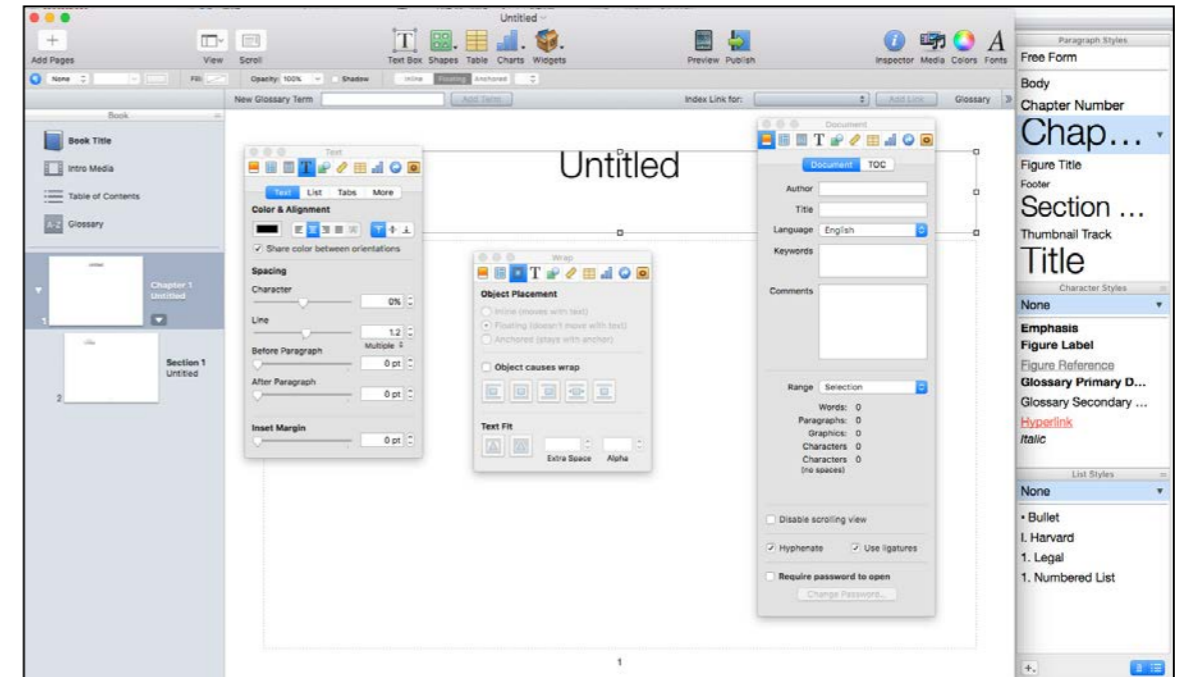 Untitled
Add Pages View Scroll Text Box Shapes Table Charts Widgets Preview Publish Inspector Media Colors Fonts
None Fill: Opacity: 100% Shadow Inline Floating Anchored
New Glossary Term Add Term Index Link for: Add Link Glossary
Book
Book Title
Intro Media
Table of Contents
A-Z Glossary
Chapter 1
Untitled
1
Section 1
Untitled
2
Untitled
Text
Text List Tabs More
Color & Alignment
Share color between orientations
Spacing
Character
0%
Line
1.2
Multiple
Before Paragraph
0 pt
After Paragraph
0 pt
Inset Margin
0 pt
Wrap
Object Placement
Inline (moves with text)
Floating (doesn't move with text)
Anchored (stays with anchor)
Object causes wrap
Text Fit
Extra Space Alpha
Document
Document TOC
Author
Title
Language English
Keywords
Comments
Range Selection
Words: 0
Paragraphs: 0
Graphics: 0
Characters 0
Characters 0
(no spaces)
Disable scrolling view
Hyphenate Use ligatures
Require password to open
Change Password...
1
Paragraph Styles
Free Form
Body
Chapter Number
Chap...
Figure Title
Footer
Section ...
Thumbnail Track
Title
Character Styles
None
Emphasis
Figure Label
Figure Reference
Glossary Primary D...
Glossary Secondary ...
Hyperlink
Italic
List Styles
None
• Bullet
I. Harvard
1. Legal
1. Numbered List